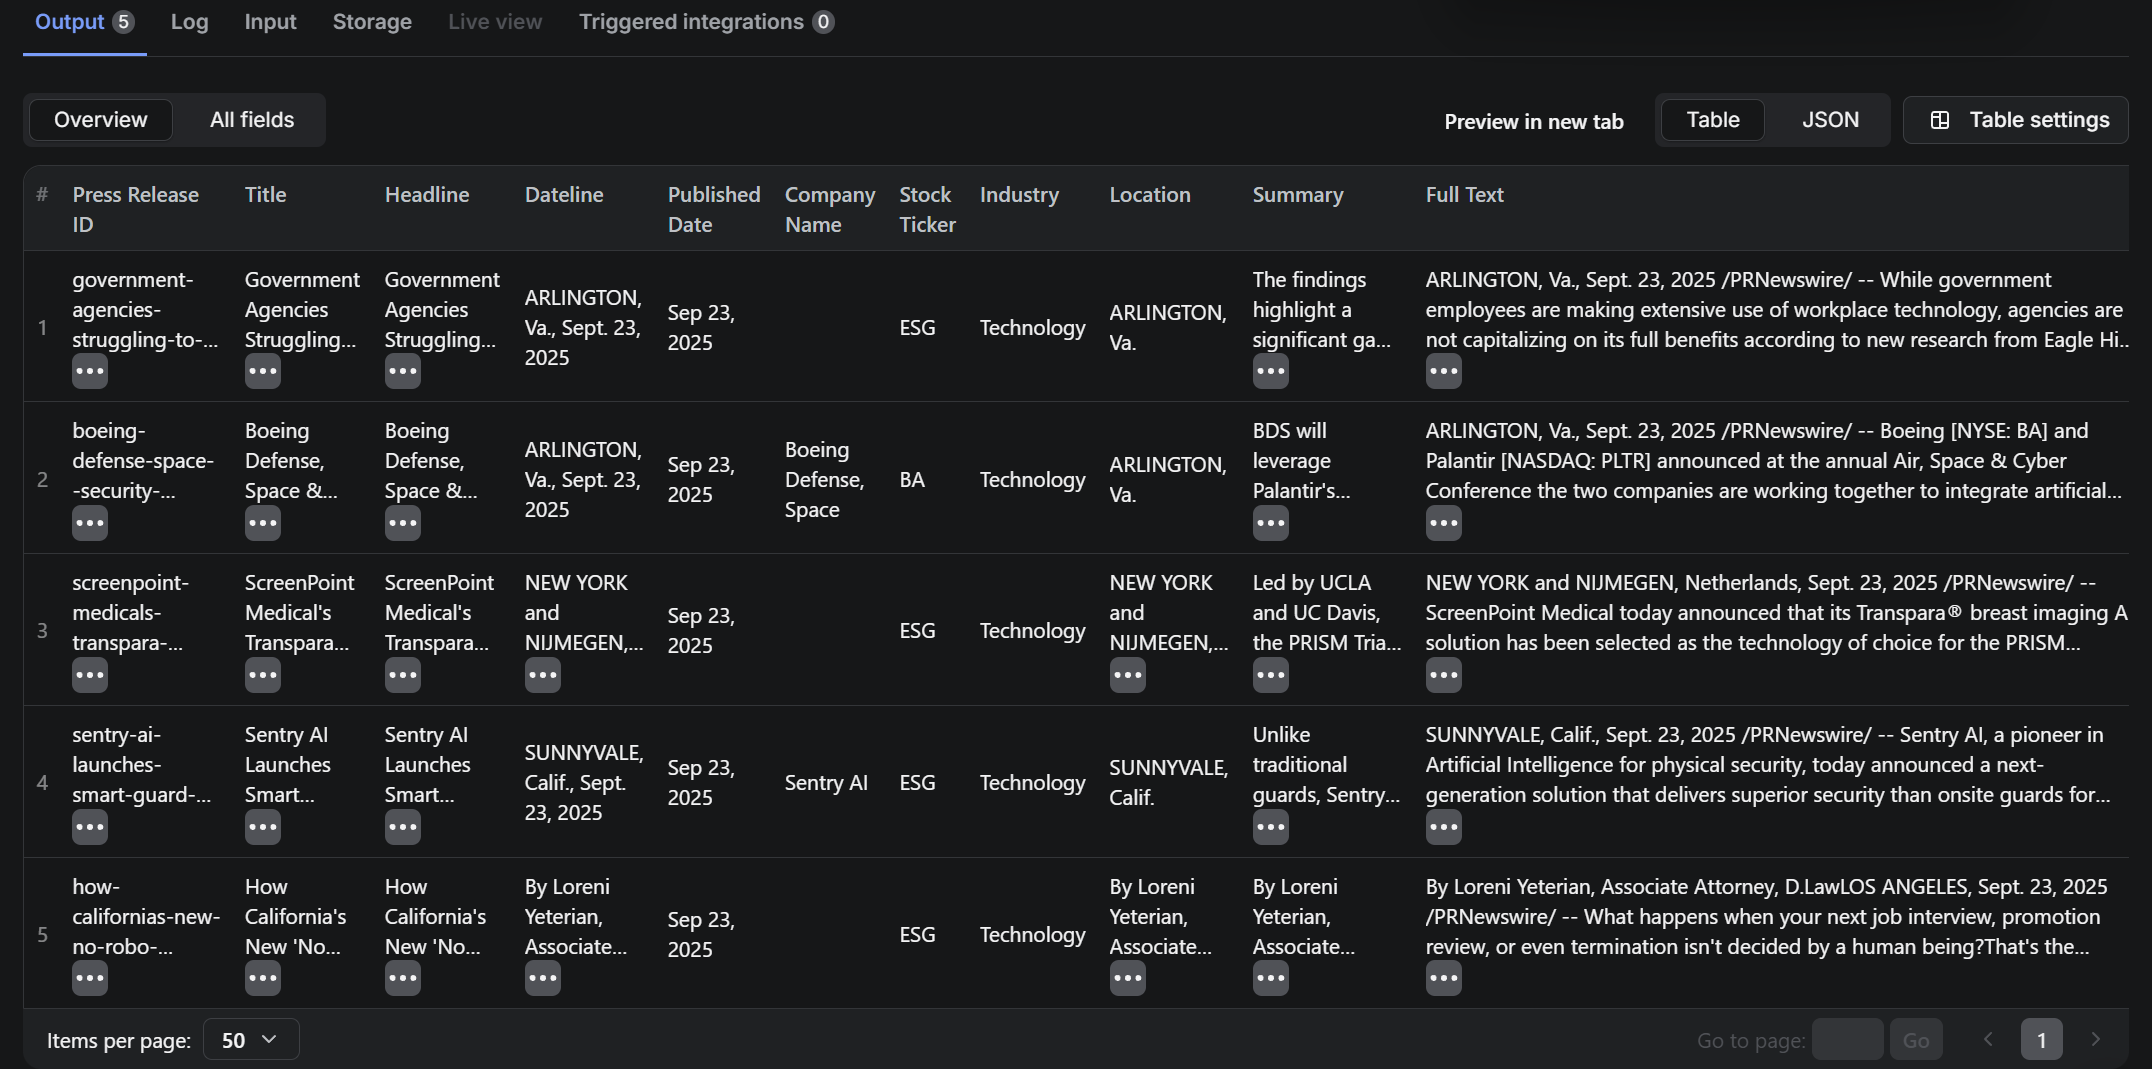 Output 5 Log Input Storage Live view Triggered integrations 0
Overview All fields Preview in new tab Table JSON Table settings
# Press Release ID Title Headline Dateline Published Date Company Name Stock Ticker Industry Location Summary Full Text
1
government-
agencies-
struggling-to-...
Government
Agencies
Struggling...
Government
Agencies
Struggling...
ARLINGTON,
Va., Sept. 23,
2025
Sep 23,
2025
ESG
Technology
ARLINGTON,
Va.
The findings
highlight a
significant ga...
ARLINGTON, Va., Sept. 23, 2025 /PRNewswire/ -- While government
employees are making extensive use of workplace technology, agencies are
not capitalizing on its full benefits according to new research from Eagle Hi..
2
boeing-
defense-space-
-security-...
Boeing
Defense,
Space &...
Boeing
Defense,
Space &...
ARLINGTON,
Va., Sept. 23,
2025
Sep 23,
2025
Boeing
Defense,
Space
BA
Technology
ARLINGTON,
Va.
BDS will
leverage
Palantir's...
ARLINGTON, Va., Sept. 23, 2025 /PRNewswire/ -- Boeing [NYSE: BA] and
Palantir [NASDAQ: PLTR] announced at the annual Air, Space & Cyber
Conference the two companies are working together to integrate artificial...
3
screenpoint-
medicals-
transpara-...
ScreenPoint
Medical's
Transpara...
ScreenPoint
Medical's
Transpara...
NEW YORK
and
NIJMEGEN,...
Sep 23,
2025
ESG
Technology
NEW YORK
and
NIJMEGEN,...
Led by UCLA
and UC Davis,
the PRISM Tria...
NEW YORK and NIJMEGEN, Netherlands, Sept. 23, 2025 /PRNewswire/ --
ScreenPoint Medical today announced that its Transpara® breast imaging A
solution has been selected as the technology of choice for the PRISM...
4
sentry-ai-
launches-
smart-guard-...
Sentry AI
Launches
Smart...
Sentry AI
Launches
Smart...
SUNNYVALE,
Calif., Sept.
23, 2025
Sep 23,
2025
Sentry AI
ESG
Technology
SUNNYVALE,
Calif.
Unlike
traditional
guards, Sentry...
SUNNYVALE, Calif., Sept. 23, 2025 /PRNewswire/ -- Sentry AI, a pioneer in
Artificial Intelligence for physical security, today announced a next-
generation solution that delivers superior security than onsite guards for...
5
how-
californias-new-
no-robo-...
How
California's
New 'No...
How
California's
New 'No...
By Loreni
Yeterian,
Associate...
Sep 23,
2025
ESG
Technology
By Loreni
Yeterian,
Associate...
By Loreni
Yeterian,
Associate...
By Loreni Yeterian, Associate Attorney, D.LawLOS ANGELES, Sept. 23, 2025
/PRNewswire/ -- What happens when your next job interview, promotion
review, or even termination isn't decided by a human being?That's the...
Items per page: 50 Go to page: Go 1